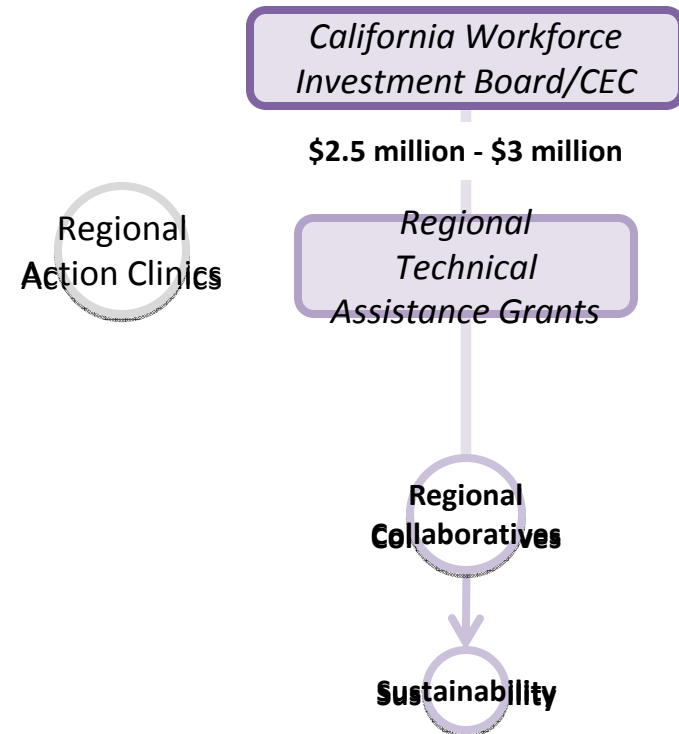 California Workforce
Investment Board/CEC
$2.5 million - $3 million
Regional
Action Clinics
Regional
Technical
Assistance Grants
Regional
Collaboratives
Sustainability